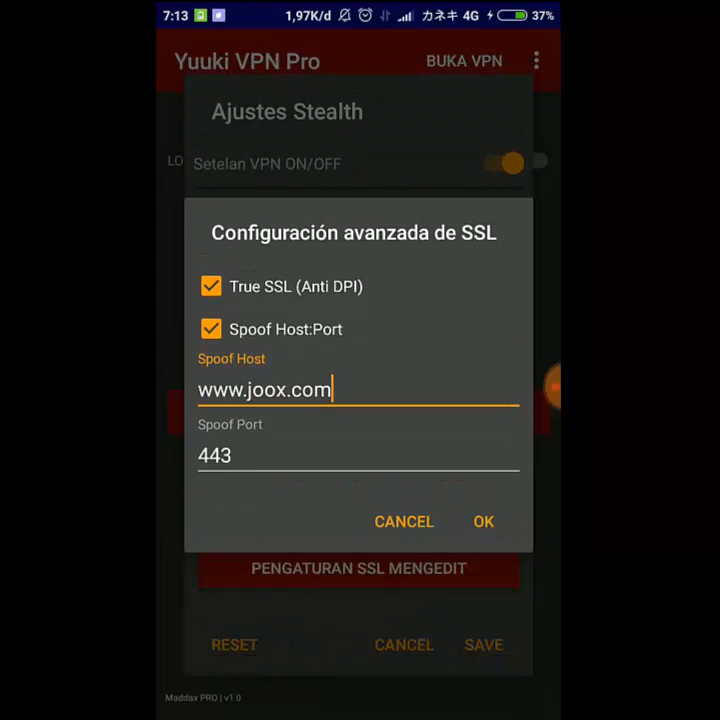 7:13 1,97K/d カネキ 4G 37%
Yuuki VPN Pro BUKA VPN
Ajustes Stealth
LO Setelan VPN ON/OFF
Configuración avanzada de SSL
True SSL (Anti DPI)
Spoof Host:Port
Spoof Host
www.joox.com
Spoof Port
443
CANCEL OK
PENGATURAN SSL MENGEDIT
RESET CANCEL SAVE
Maddax PRO | v1.0